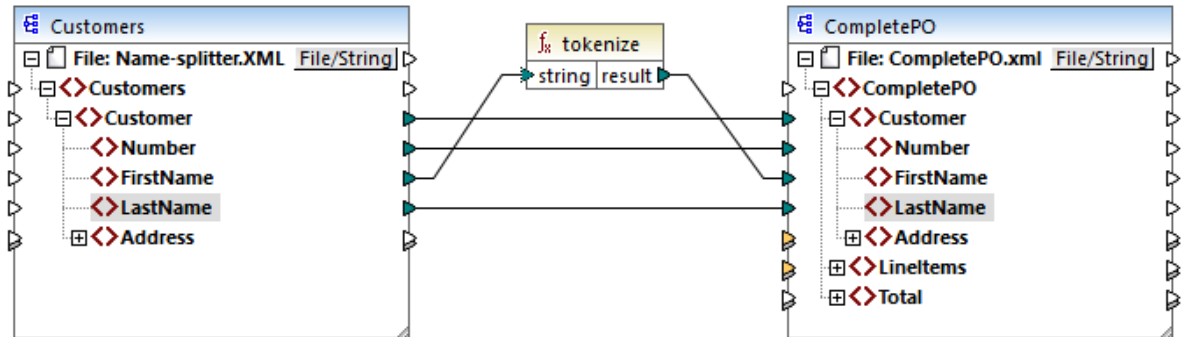 Customers
File: Name-splitter.XML File/String
Customers
Customer
Number
FirstName
LastName
Address
fx tokenize
string result
CompletePO
File: CompletePO.xml File/String
CompletePO
Customer
Number
FirstName
LastName
Address
LineItems
Total